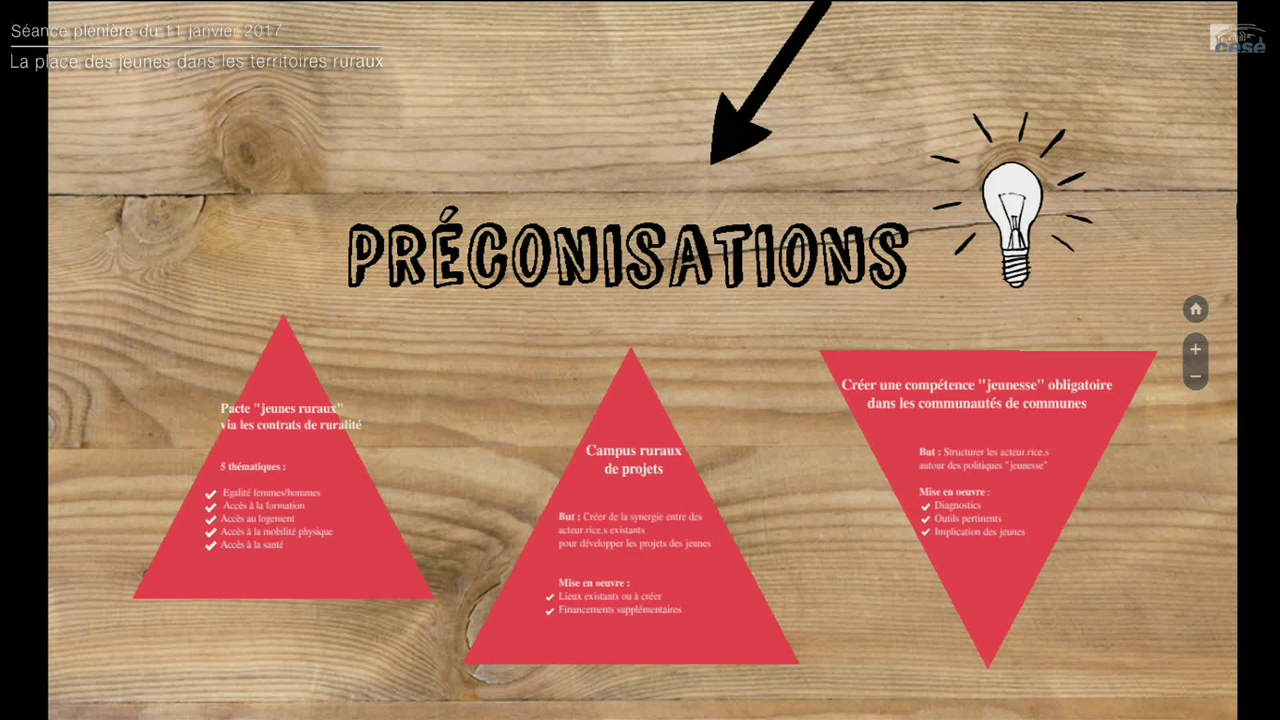 Séance plénière du 11 janvier 2017
La place des jeunes dans les territoires ruraux
cese
PRÉCONISATIONS
Pacte "jeunes ruraux"
via les contrats de ruralité
5 thématiques :
Egalité femmes/hommes
Accès à la formation
Accès au logement
Accès à la mobilité physique
Accès à la santé
Campus ruraux
de projets
But : Créer de la synergie entre des
acteur.rice.s existants
pour développer les projets des jeunes
Mise en oeuvre :
Lieux existants ou à créer
Financements supplémentaires
Créer une compétence "jeunesse" obligatoire
dans les communautés de communes
But : Structurer les acteur.rice.s
autour des politiques "jeunesse"
Mise en oeuvre :
Diagnostics
Outils pertinents
Implication des jeunes